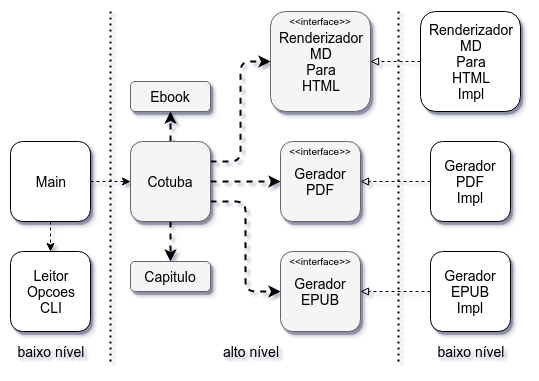 <<interface>>
Renderizador
MD
Para
HTML
Renderizador
MD
Para
HTML
Impl
Ebook
Main
Cotuba
<<interface>>
Gerador
PDF
Gerador
PDF
Impl
Leitor
Opcoes
CLI
Capitulo
<<interface>>
Gerador
EPUB
Gerador
EPUB
Impl
baixo nível
alto nível
baixo nível